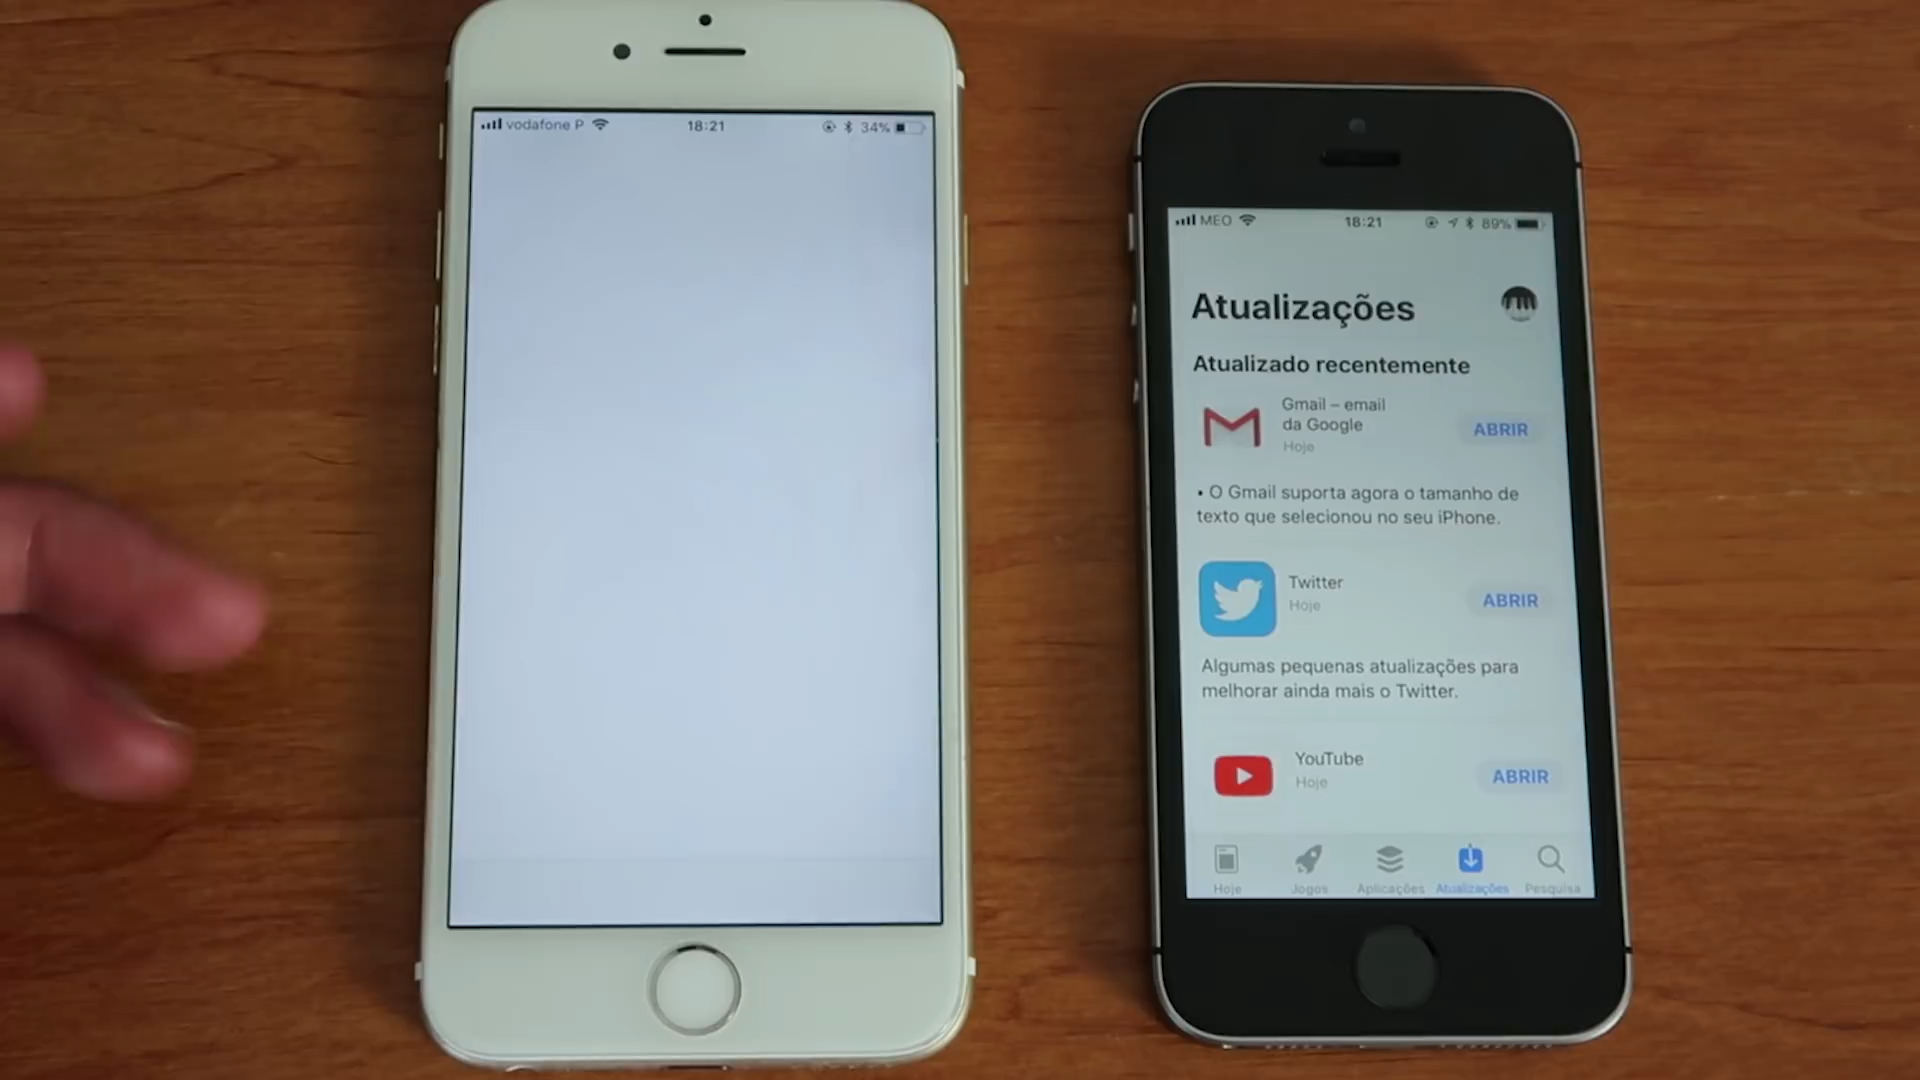 vodafone P
18:21
34%
MEO
18:21
89%
Atualizações
Atualizado recentemente
Gmail – email
da Google
Hoje
ABRIR
• O Gmail suporta agora o tamanho de
texto que selecionou no seu iPhone.
Twitter
Hoje
ABRIR
Algumas pequenas atualizações para
melhorar ainda mais o Twitter.
YouTube
Hoje
ABRIR
Hoje
Jogos
Aplicações
Atualizações
Pesquisa